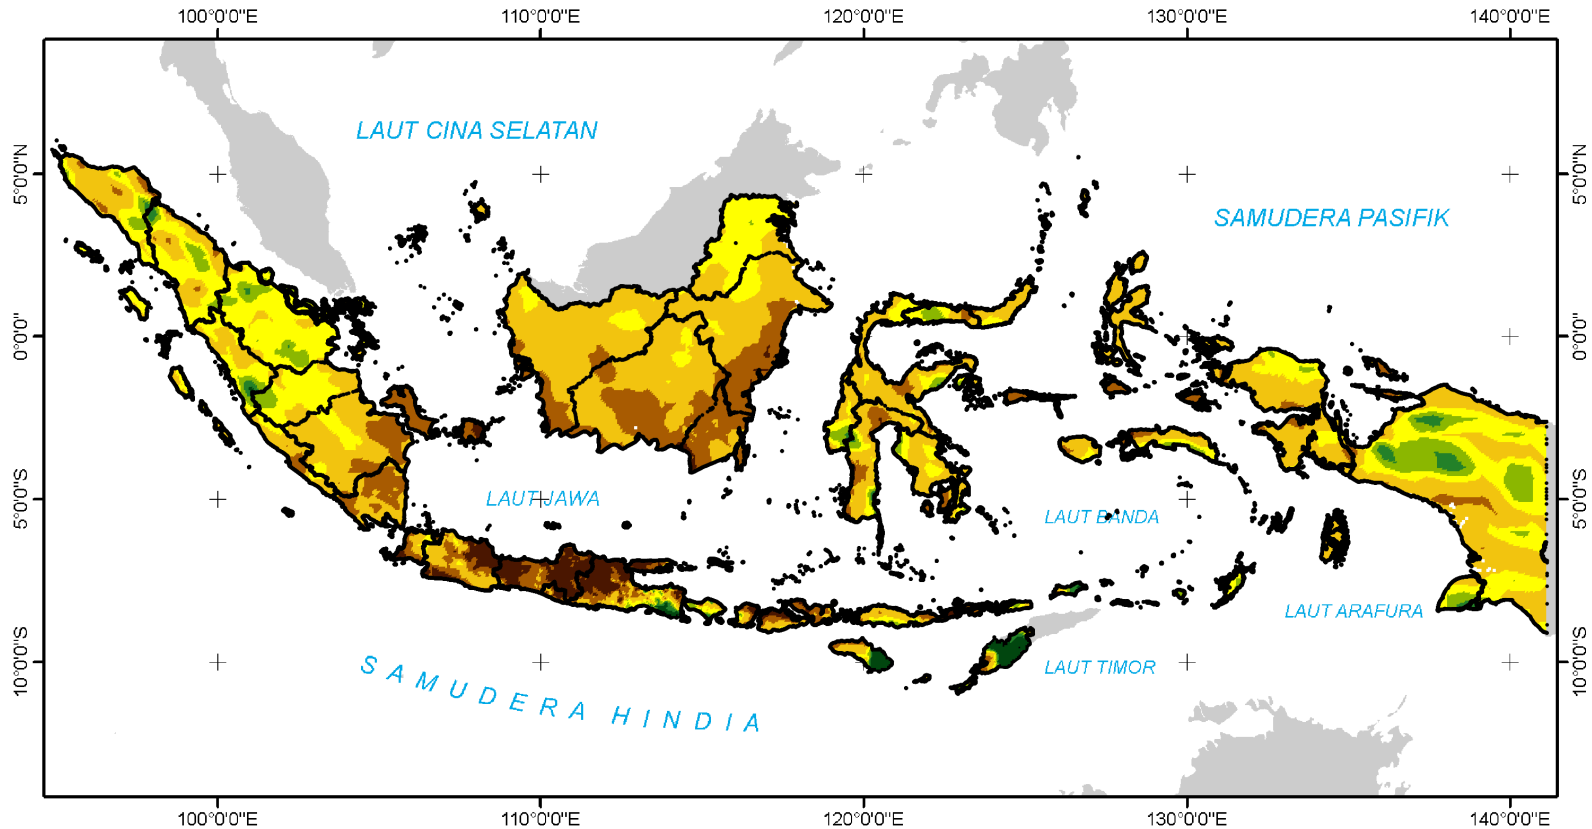 100°0'0"E 110°0'0"E 120°0'0"E 130°0'0"E 140°0'0"E
LAUT CINA SELATAN
5°0'0"N 5°0'0"N
SAMUDERA PASIFIK
0°0'0" 0°0'0"
LAUT JAWA
5°0'0"S 5°0'0"S
LAUT BANDA
LAUT ARAFURA
10°0'0"S 10°0'0"S
LAUT TIMOR
SAMUDERA HINDIA
100°0'0"E 110°0'0"E 120°0'0"E 130°0'0"E 140°0'0"E